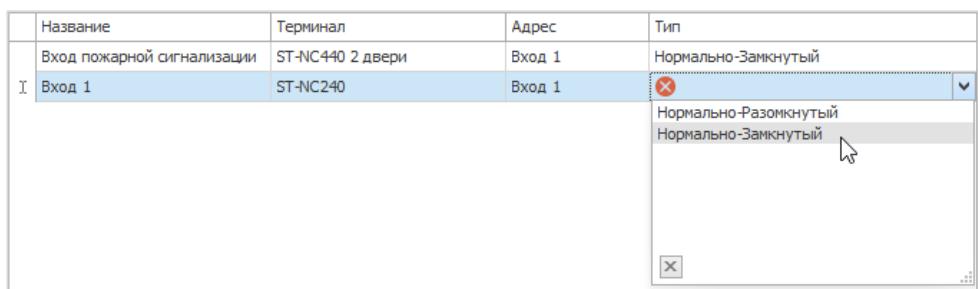 Название Терминал Адрес Тип
Вход пожарной сигнализации ST-NC440 2 двери Вход 1 Нормально-Замкнутый
Вход 1 ST-NC240 Вход 1
Нормально-Разомкнутый
Нормально-Замкнутый